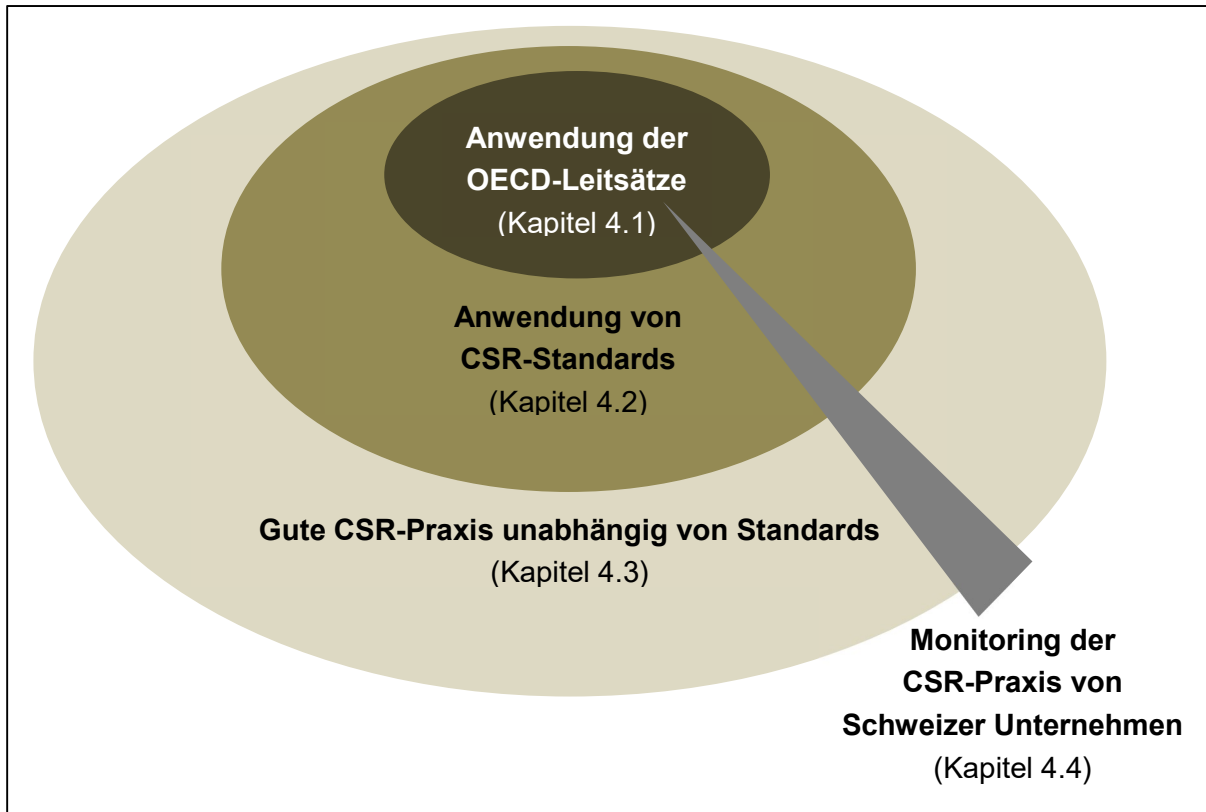 Anwendung der
OECD-Leitsätze
(Kapitel 4.1)
Anwendung von
CSR-Standards
(Kapitel 4.2)
Gute CSR-Praxis unabhängig von Standards
(Kapitel 4.3)
Monitoring der
CSR-Praxis von
Schweizer Unternehmen
(Kapitel 4.4)